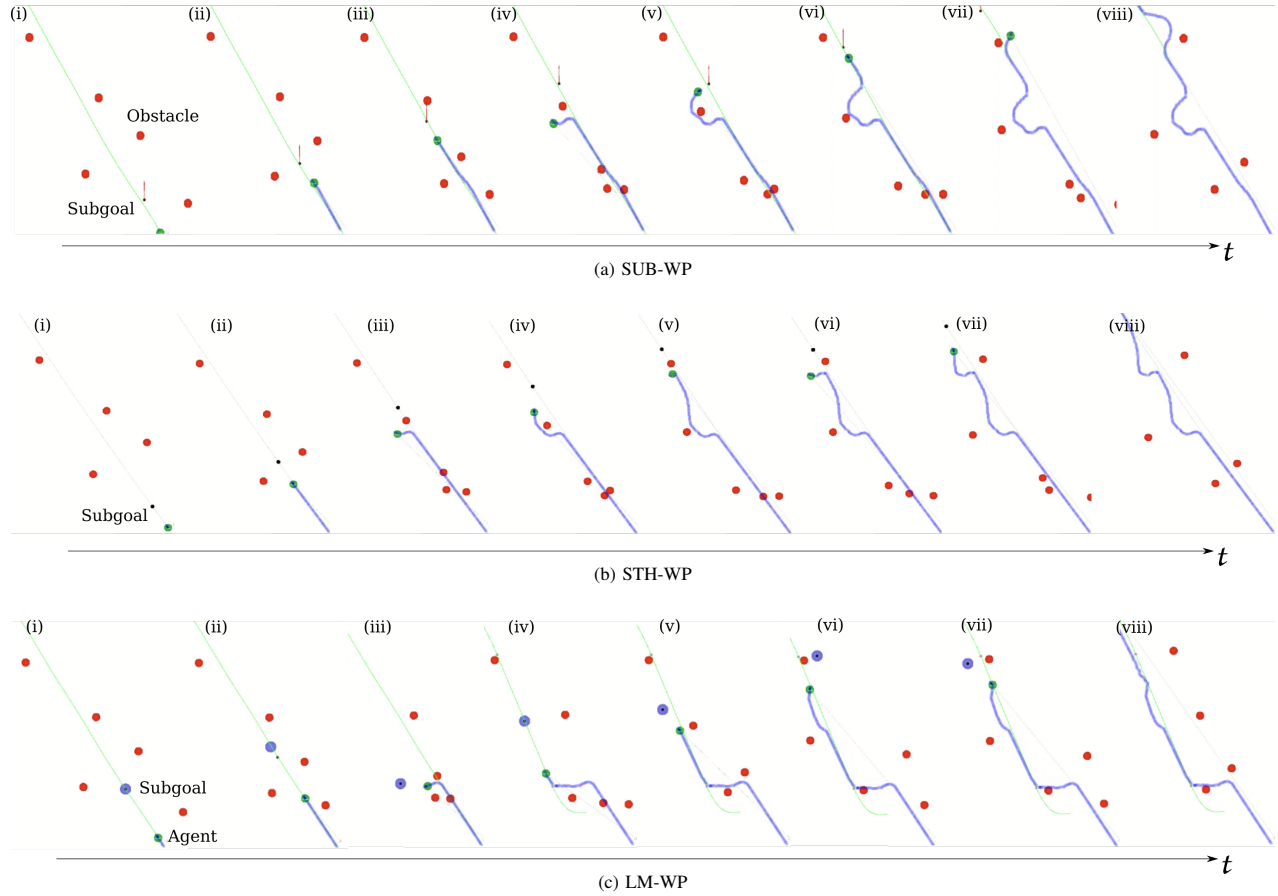 (i) (ii) (iii) (iv) (v) (vi) (vii) (viii)
Obstacle
Subgoal
t
(a) SUB-WP
(i) (ii) (iii) (iv) (v) (vi) (vii) (viii)
Subgoal
t
(b) STH-WP
(i) (ii) (iii) (iv) (v) (vi) (vii) (viii)
Subgoal
Agent
t
(c) LM-WP